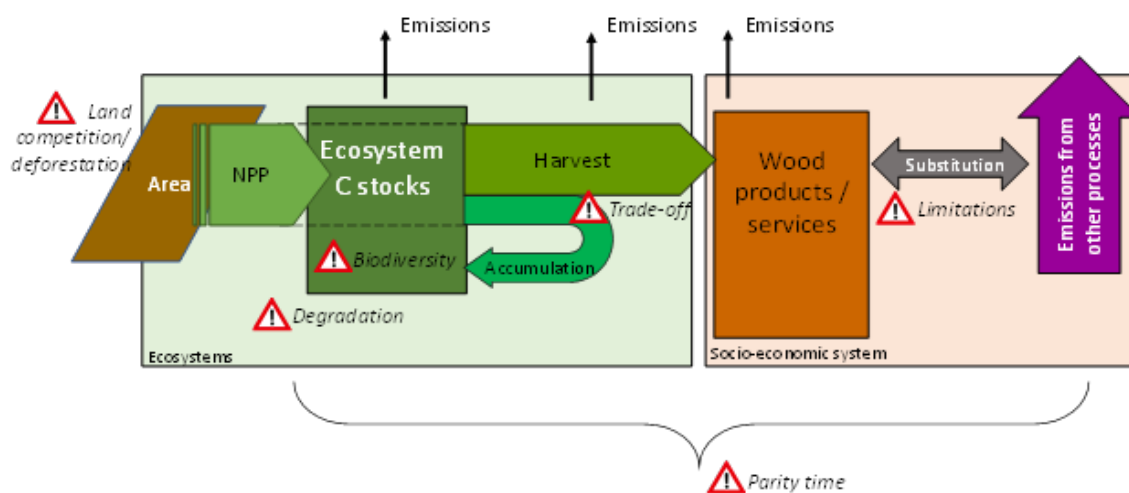 Emissions
Emissions
Emissions
Land
competition/
deforestation
Area
NPP
Ecosystem
C stocks
Harvest
Trade-off
Accumulation
Biodiversity
Degradation
Ecosystems
Wood
products /
services
Substitution
Limitations
Emissions from
other processes
Socio-economic system
Parity time